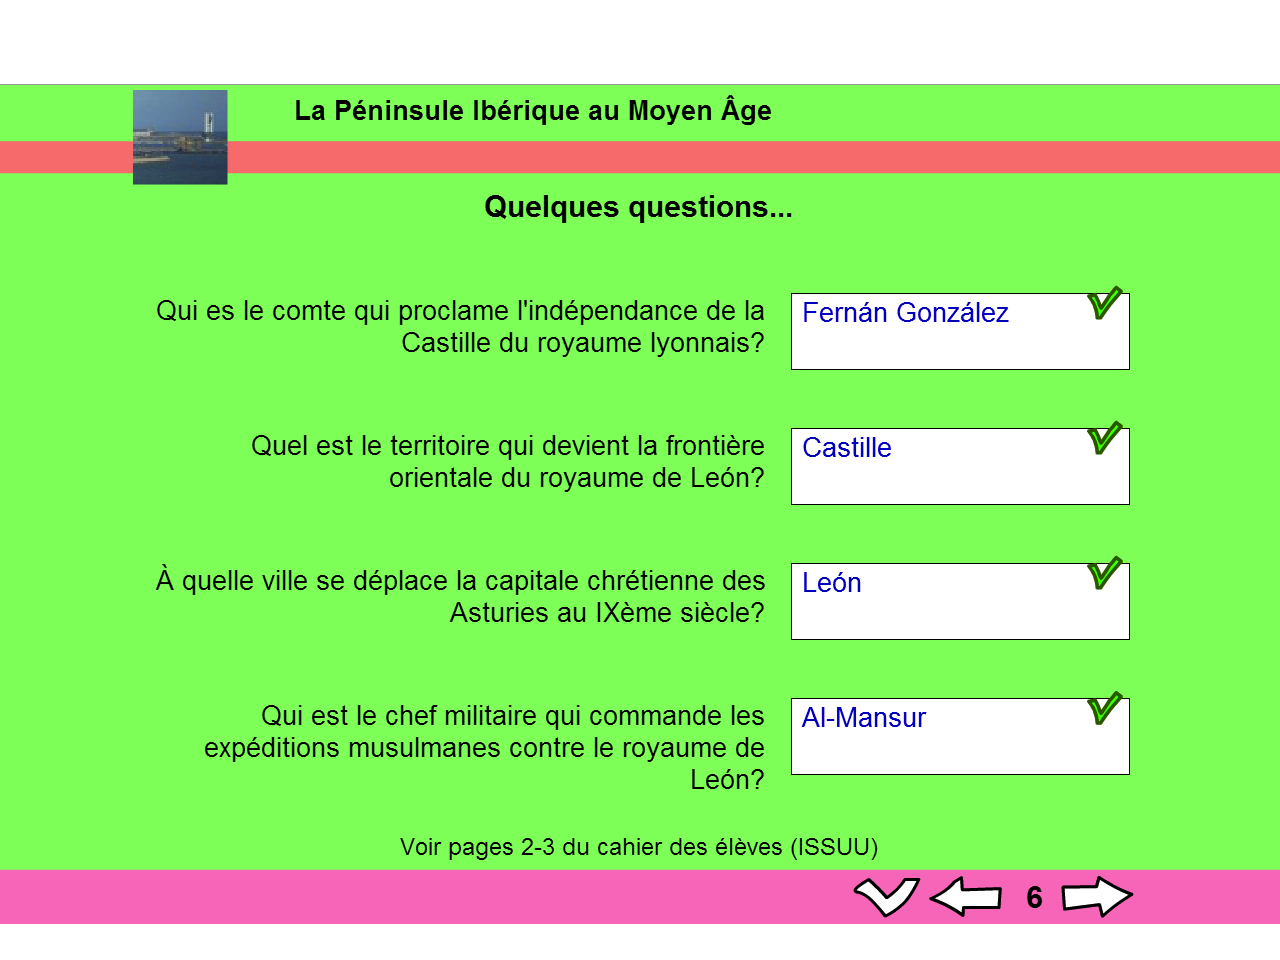 La Péninsule Ibérique au Moyen Âge
Quelques questions...
Qui es le comte qui proclame l'indépendance de la
Castille du royaume lyonnais?
Fernán González
Quel est le territoire qui devient la frontière
orientale du royaume de León?
Castille
À quelle ville se déplace la capitale chrétienne des
Asturies au IXème siècle?
León
Qui est le chef militaire qui commande les
expéditions musulmanes contre le royaume de
León?
Al-Mansur
Voir pages 2-3 du cahier des élèves (ISSUU)
6